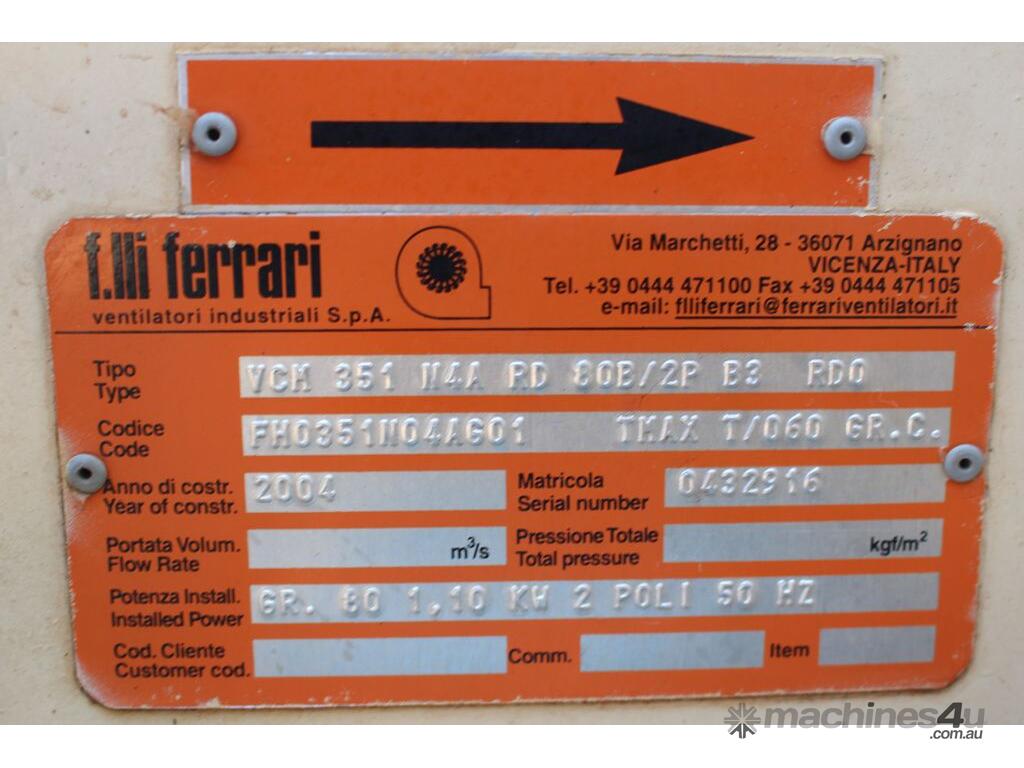 f.lli ferrari
ventilatori industriali S.p.A.
Via Marchetti, 28 - 36071 Arzignano
VICENZA-ITALY
Tel. +39 0444 471100 Fax +39 0444 471105
e-mail: flliferrari@ferrariventilatori.it
Tipo
Type
VCM 351 N4A RD 80B/2P B3 RD0
Codice
Code
FH0351N04AG01 TMAX T/060 GR.C.
Anno di costr.
Year of constr.
2004
Matricola
Serial number
0432916
Portata Volum.
Flow Rate
m³/s
Pressione Totale
Total pressure
kgf/m²
Potenza Install.
Installed Power
GR. 80 1,10 KW 2 POLI 50 HZ
Cod. Cliente
Customer cod.
Comm.
Item
machines4u
.com.au